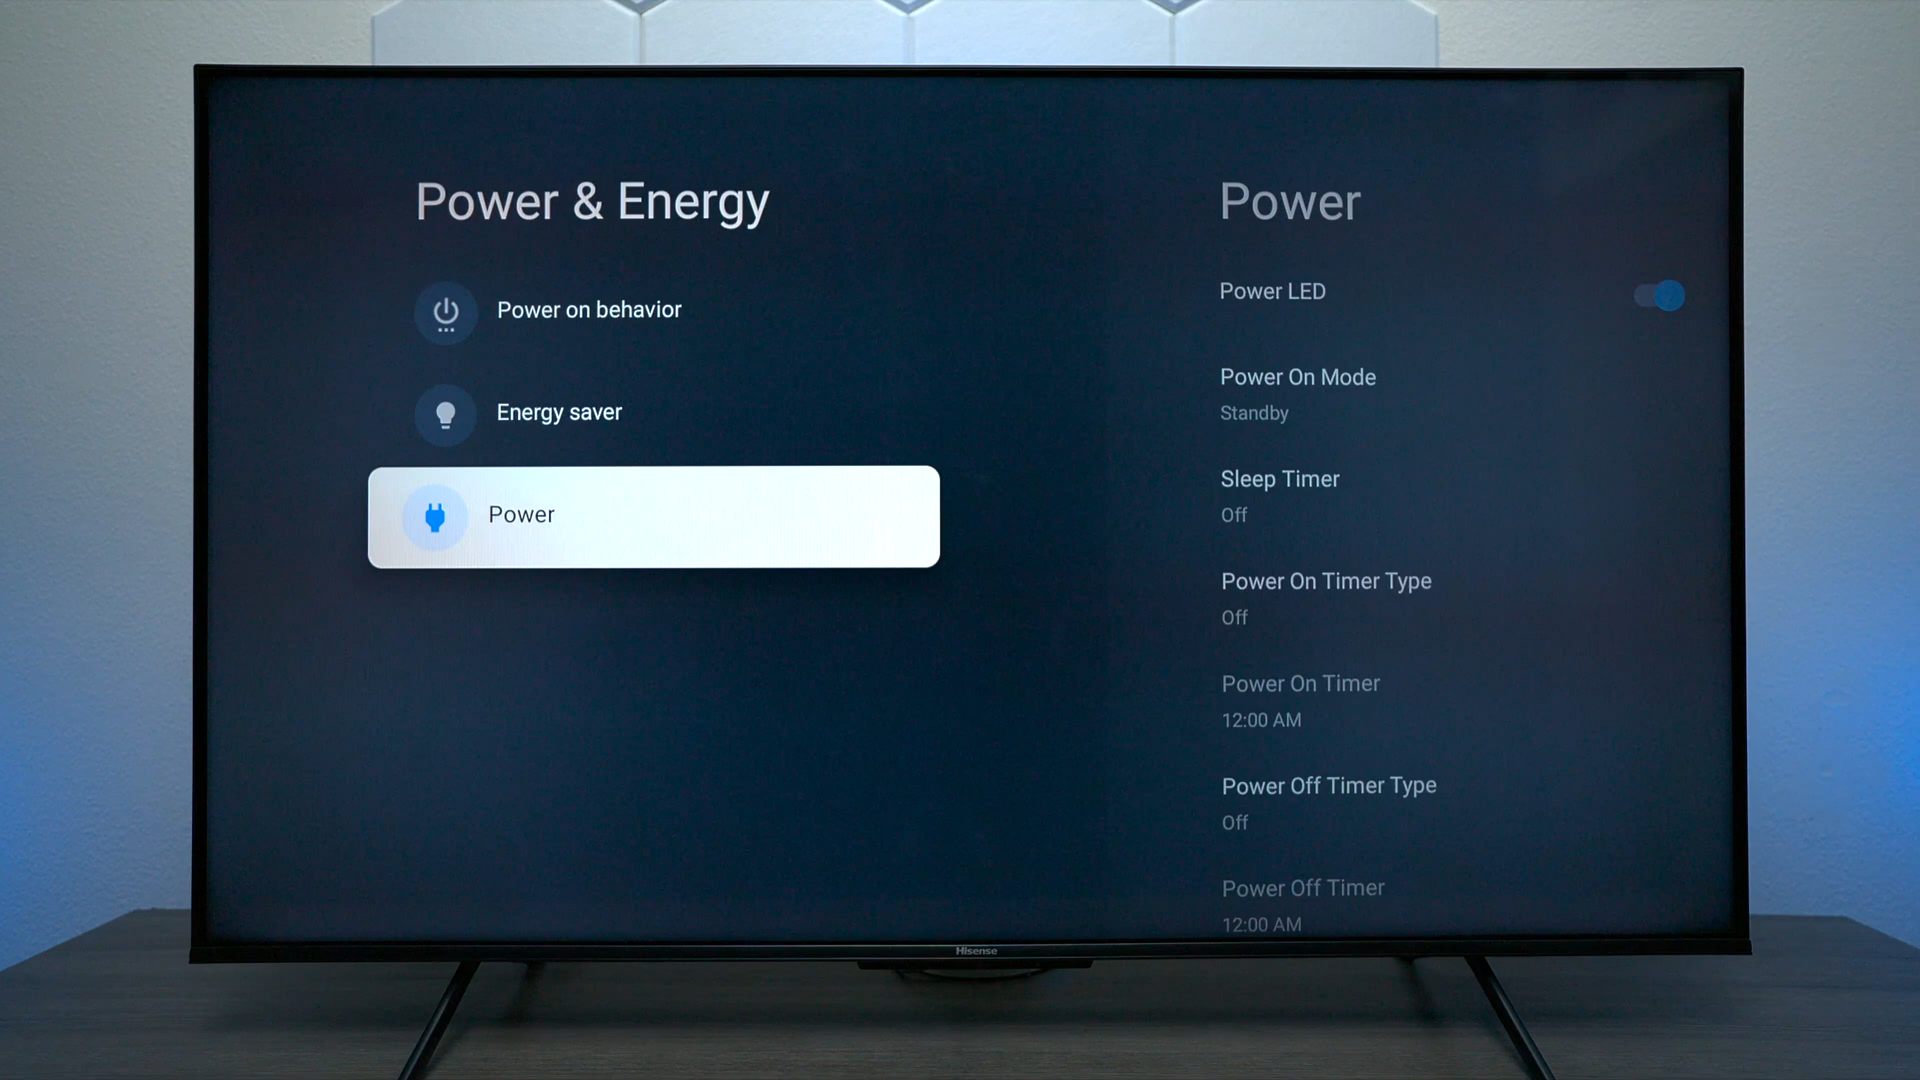 Power & Energy
Power on behavior
Energy saver
Power
Power
Power LED
Power On Mode
Standby
Sleep Timer
Off
Power On Timer Type
Off
Power On Timer
12:00 AM
Power Off Timer Type
Off
Power Off Timer
12:00 AM
Hisense